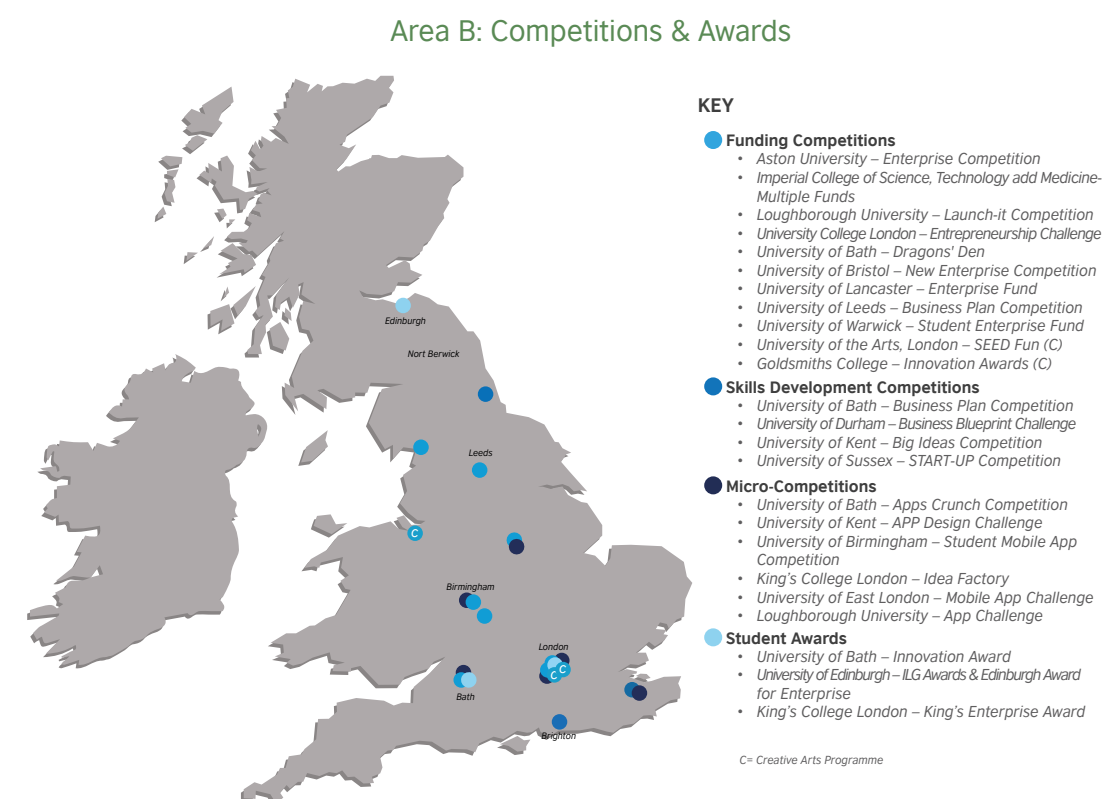 Area B: Competitions & Awards
KEY
Funding Competitions
• Aston University – Enterprise Competition
• Imperial College of Science, Technology add Medicine-
Multiple Funds
• Loughborough University – Launch-it Competition
• University College London – Entrepreneurship Challenge
• University of Bath – Dragons' Den
• University of Bristol – New Enterprise Competition
• University of Lancaster – Enterprise Fund
• University of Leeds – Business Plan Competition
• University of Warwick – Student Enterprise Fund
• University of the Arts, London – SEED Fun (C)
• Goldsmiths College – Innovation Awards (C)
Skills Development Competitions
• University of Bath – Business Plan Competition
• University of Durham – Business Blueprint Challenge
• University of Kent – Big Ideas Competition
• University of Sussex – START-UP Competition
Micro-Competitions
• University of Bath – Apps Crunch Competition
• University of Kent – APP Design Challenge
• University of Birmingham – Student Mobile App
Competition
• King's College London – Idea Factory
• University of East London – Mobile App Challenge
• Loughborough University – App Challenge
Student Awards
• University of Bath – Innovation Award
• University of Edinburgh – ILG Awards & Edinburgh Award
for Enterprise
• King's College London – King's Enterprise Award
C= Creative Arts Programme
Edinburgh
Nort Berwick
Leeds
C
Birmingham
London
C
C
Bath
Brighton